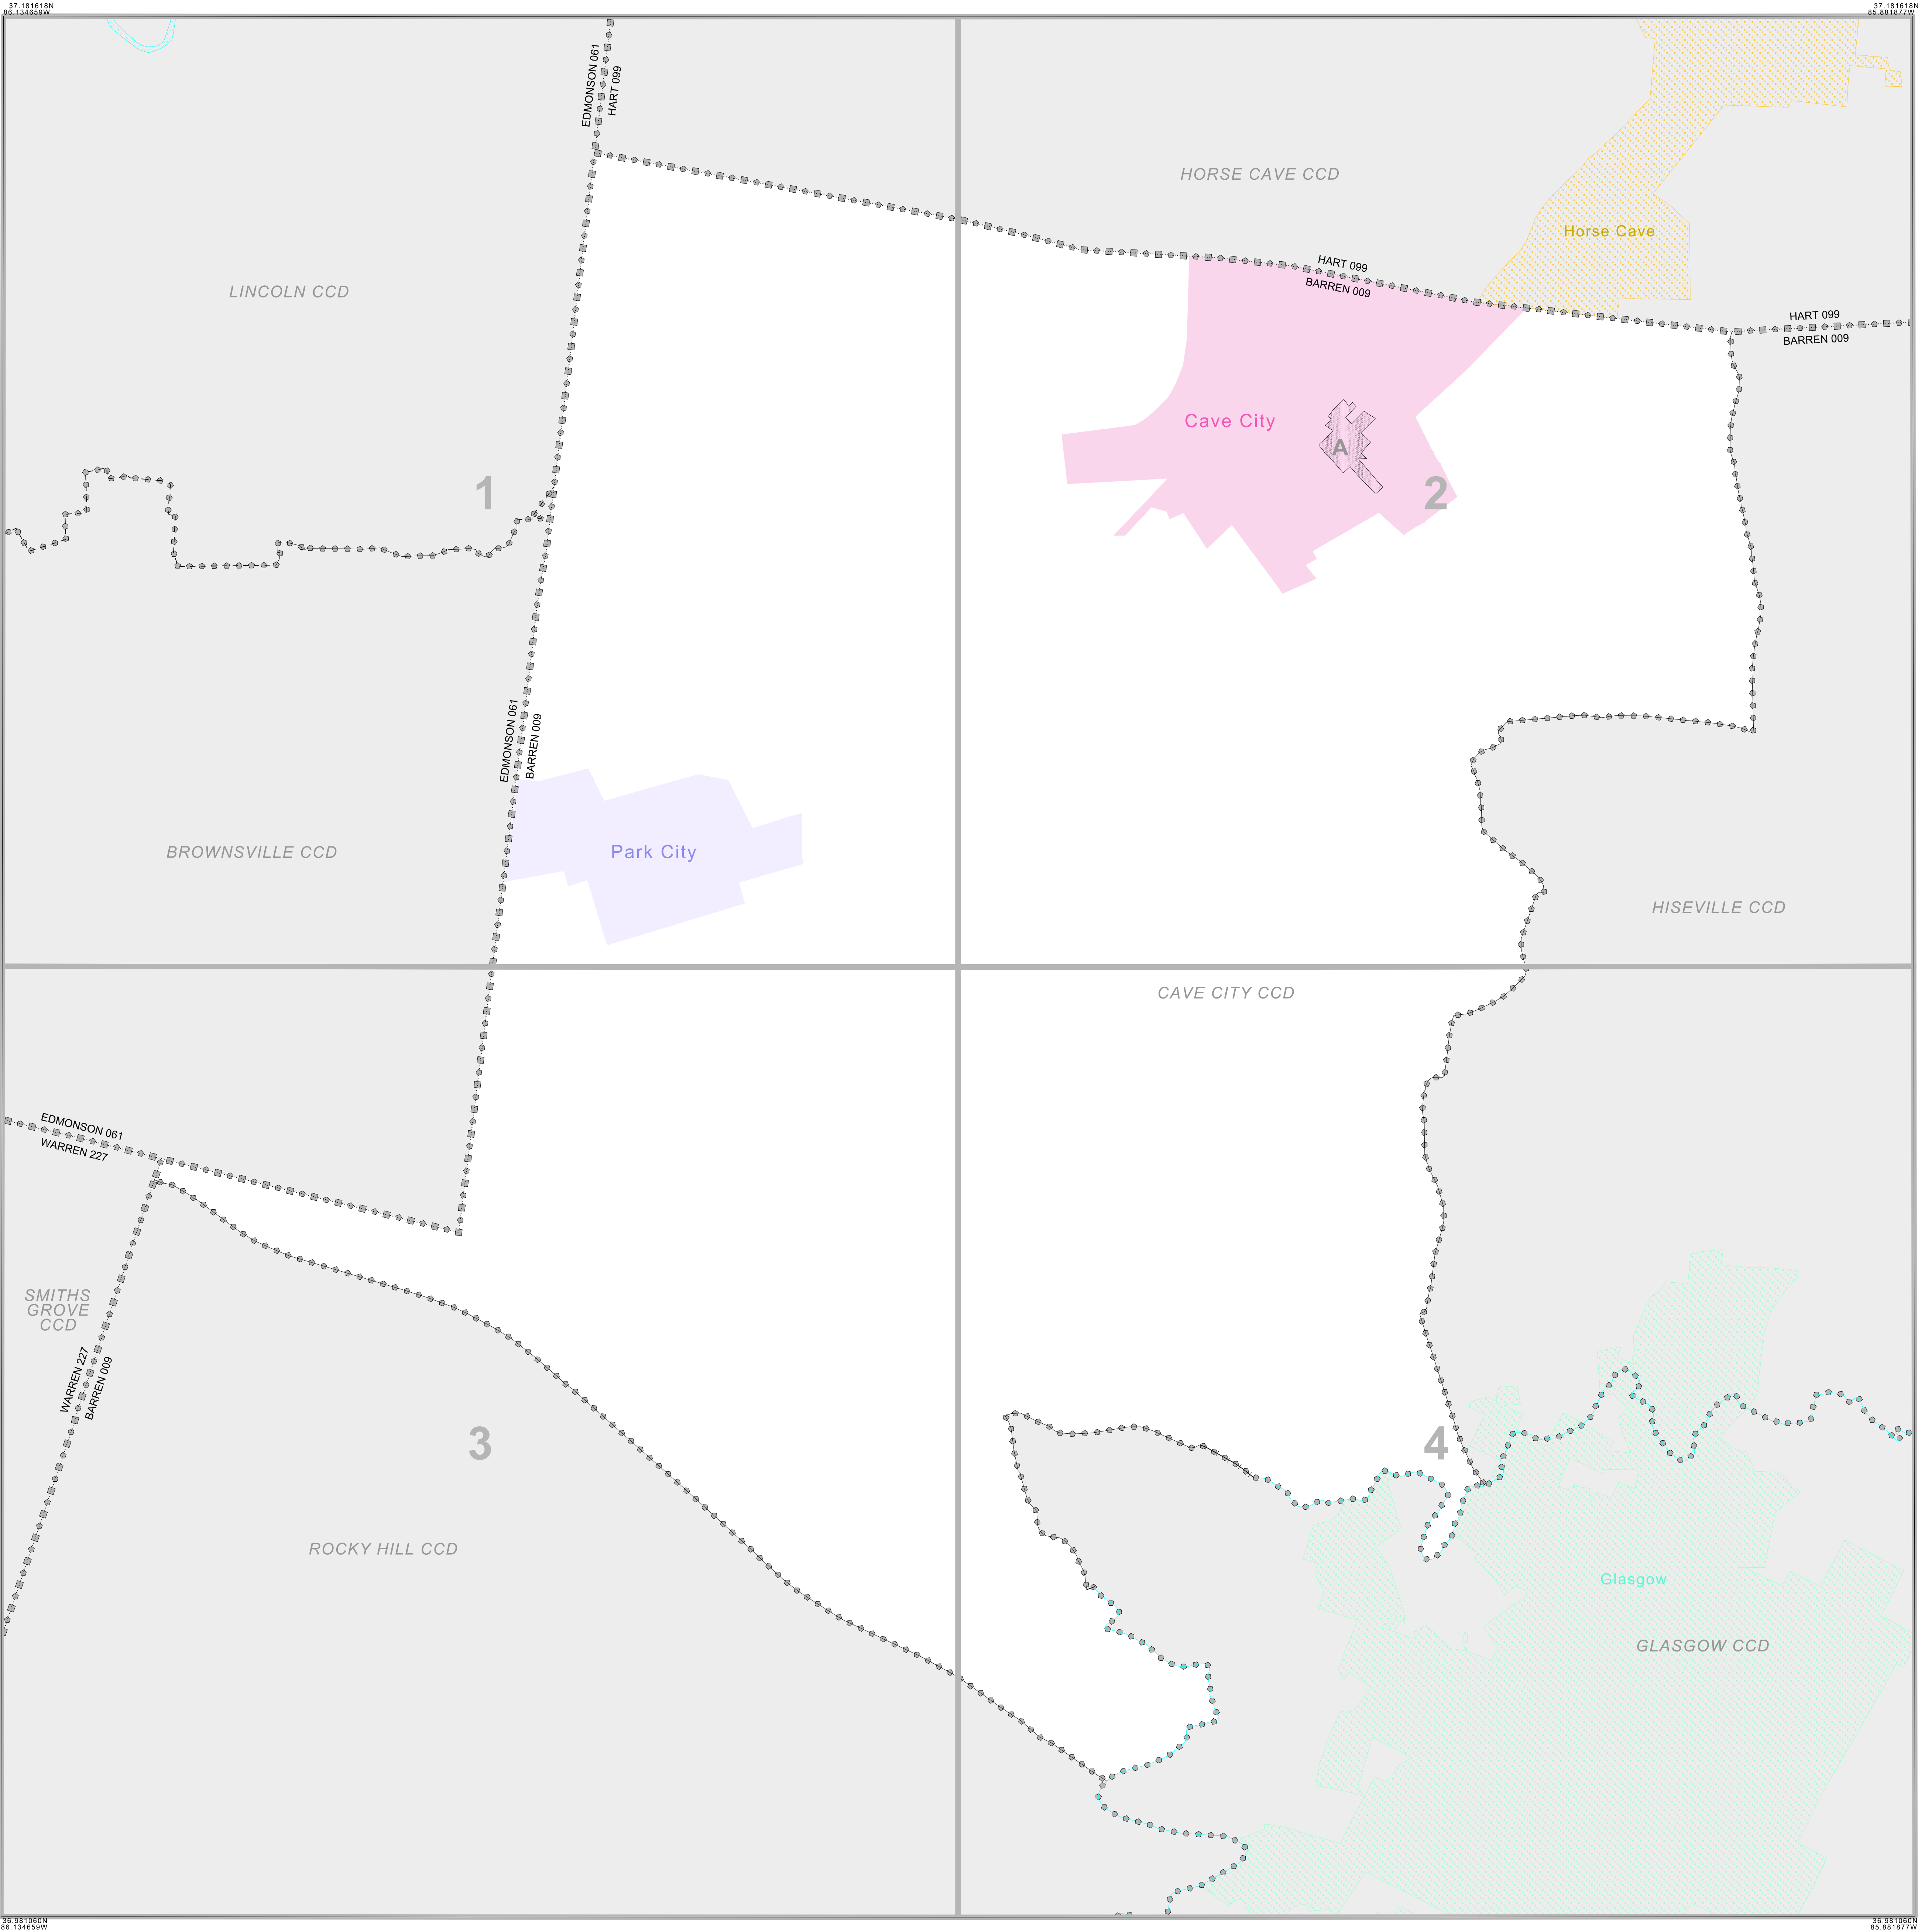 37.181618N
86.134659W
37.181618N
85.881877W
EDMONSON 061
HART 099
HORSE CAVE CCD
Horse Cave
LINCOLN CCD
HART 099
BARREN 009
HART 099
BARREN 009
Cave City
A
1
2
EDMONSON 061
BARREN 009
Park City
BROWNSVILLE CCD
HISEVILLE CCD
CAVE CITY CCD
EDMONSON 061
WARREN 227
SMITHS
GROVE
CCD
WARREN 227
BARREN 009
3
4
ROCKY HILL CCD
Glasgow
GLASGOW CCD
36.981060N
86.134659W
36.981060N
85.881877W